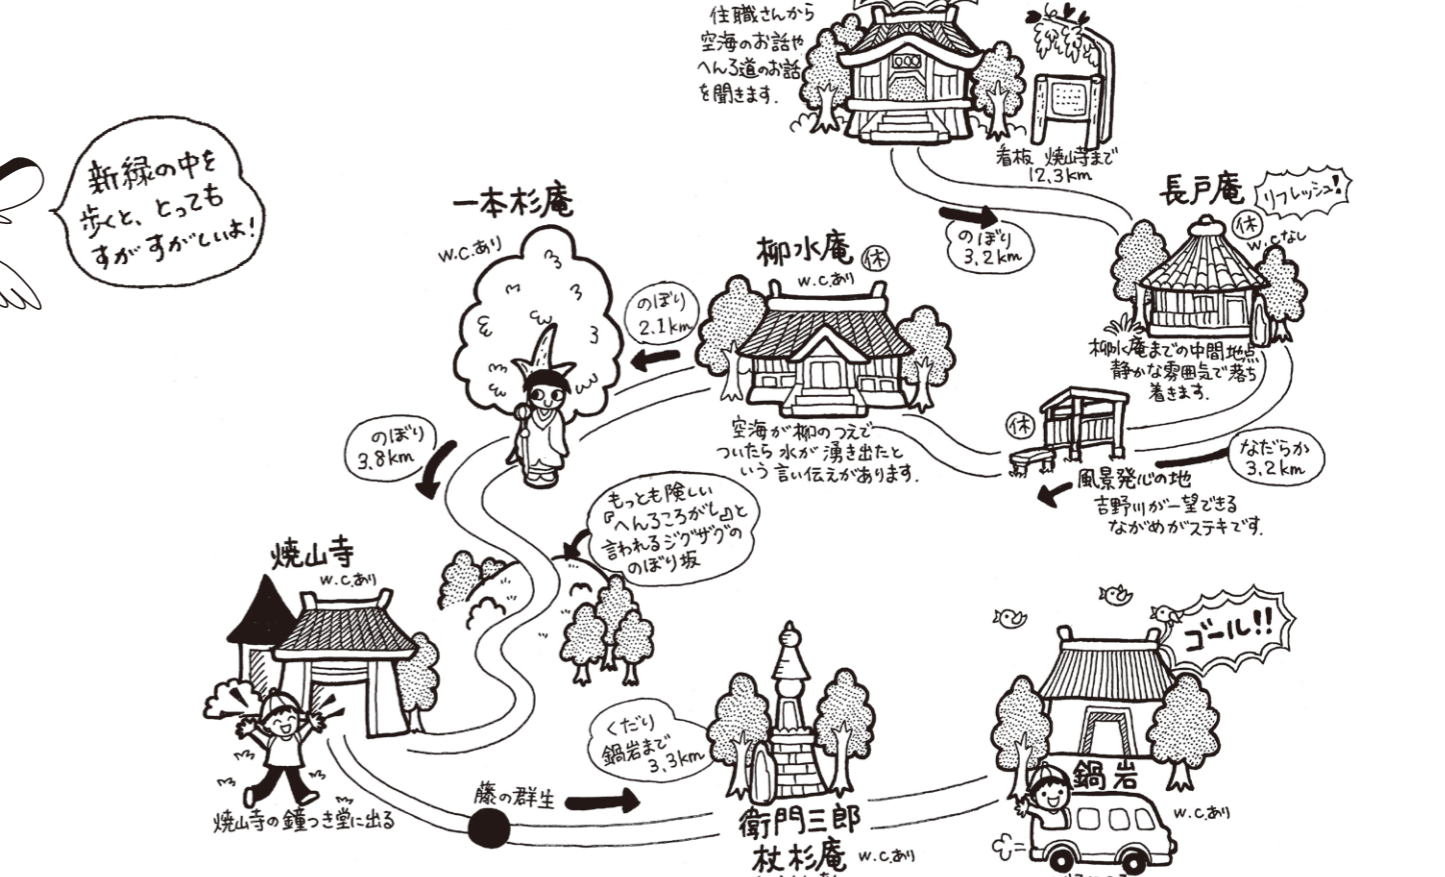 住職さんから
空海のお話や
へんろ道のお話
を聞きます.
看板 焼山寺まで
12.3km
新緑の中を
歩くと、とっても
すがすがしいよ!
のぼり
3.2km
長戸庵
リフレッシュ!
休
w.cなし
柳水庵までの中間地点
静かな雰囲気で落ち
着きます.
なだらか
3.2km
休
風景発心の地
吉野川が一望できる
ながめがステキです.
柳水庵
休
w.c.あり
空海が柳のつえで
ついたら水が湧き出たと
いう言い伝えがあります.
のぼり
2.1km
一本杉庵
w.c.あり
のぼり
3.8km
もっとも険しい
『へんろころがし』と
言われるジグザグの
のぼり坂
焼山寺
w.c.あり
焼山寺の鐘つき堂に出る
藤の群生
くだり
鍋岩まで
3.3km
衛門三郎
杖杉庵 w.c.あり
ゴール!!
鍋岩
w.c.あり